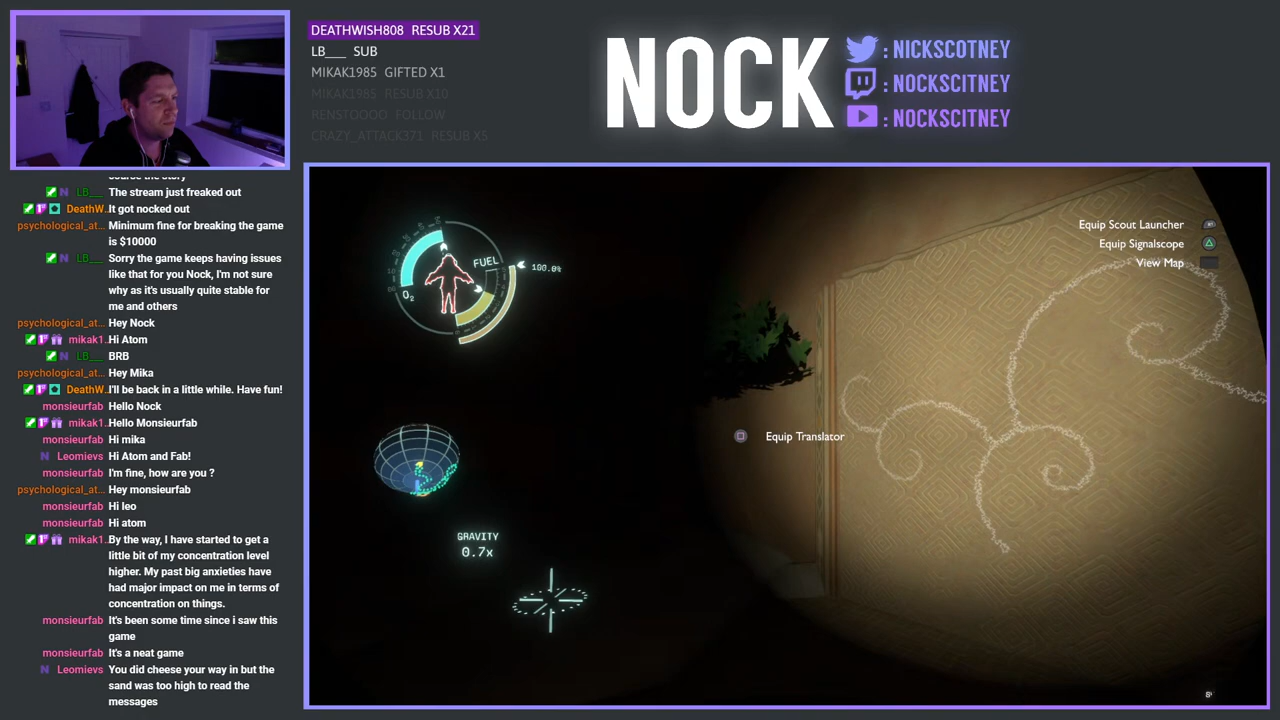 DEATHWISH808 RESUB X21
LB___ SUB
MIKAK1985 GIFTED X1
MIKAK1985 RESUB X10
RENSTOOOO FOLLOW
CRAZY_ATTACK371 RESUB X5
NOCK
: NICKSCOTNEY
: NOCKSCITNEY
: NOCKSCITNEY
course the story
LB___ The stream just freaked out
DeathW... It got nocked out
psychological_at... Minimum fine for breaking the game
is $10000
LB___ Sorry the game keeps having issues
like that for you Nock, I'm not sure
why as it's usually quite stable for
me and others
psychological_at... Hey Nock
mikak1... Hi Atom
LB___ BRB
psychological_at... Hey Mika
DeathW... I'll be back in a little while. Have fun!
monsieurfab Hello Nock
mikak1... Hello Monsieurfab
monsieurfab Hi mika
Leomievs Hi Atom and Fab!
monsieurfab I'm fine, how are you ?
psychological_at... Hey monsieurfab
monsieurfab Hi leo
monsieurfab Hi atom
mikak1... By the way, I have started to get a
little bit of my concentration level
higher. My past big anxieties have
had major impact on me in terms of
concentration on things.
monsieurfab It's been some time since i saw this
game
monsieurfab It's a neat game
Leomievs You did cheese your way in but the
sand was too high to read the
messages
Equip Scout Launcher
Equip Signalscope
View Map
FUEL
100.0%
O2
Equip Translator
GRAVITY
0.7x